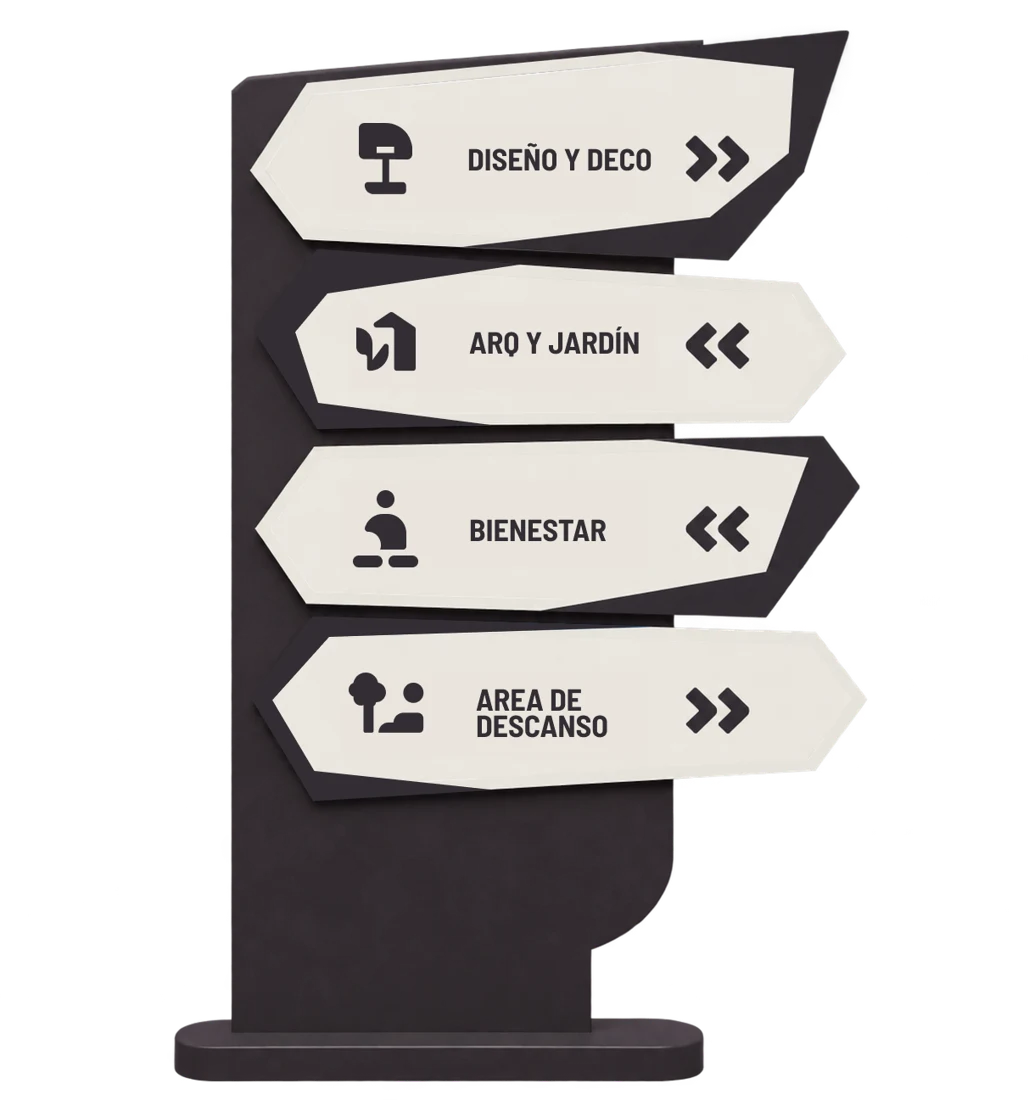 DISEÑO Y DECO
ARQ Y JARDÍN
BIENESTAR
AREA DE
DESCANSO